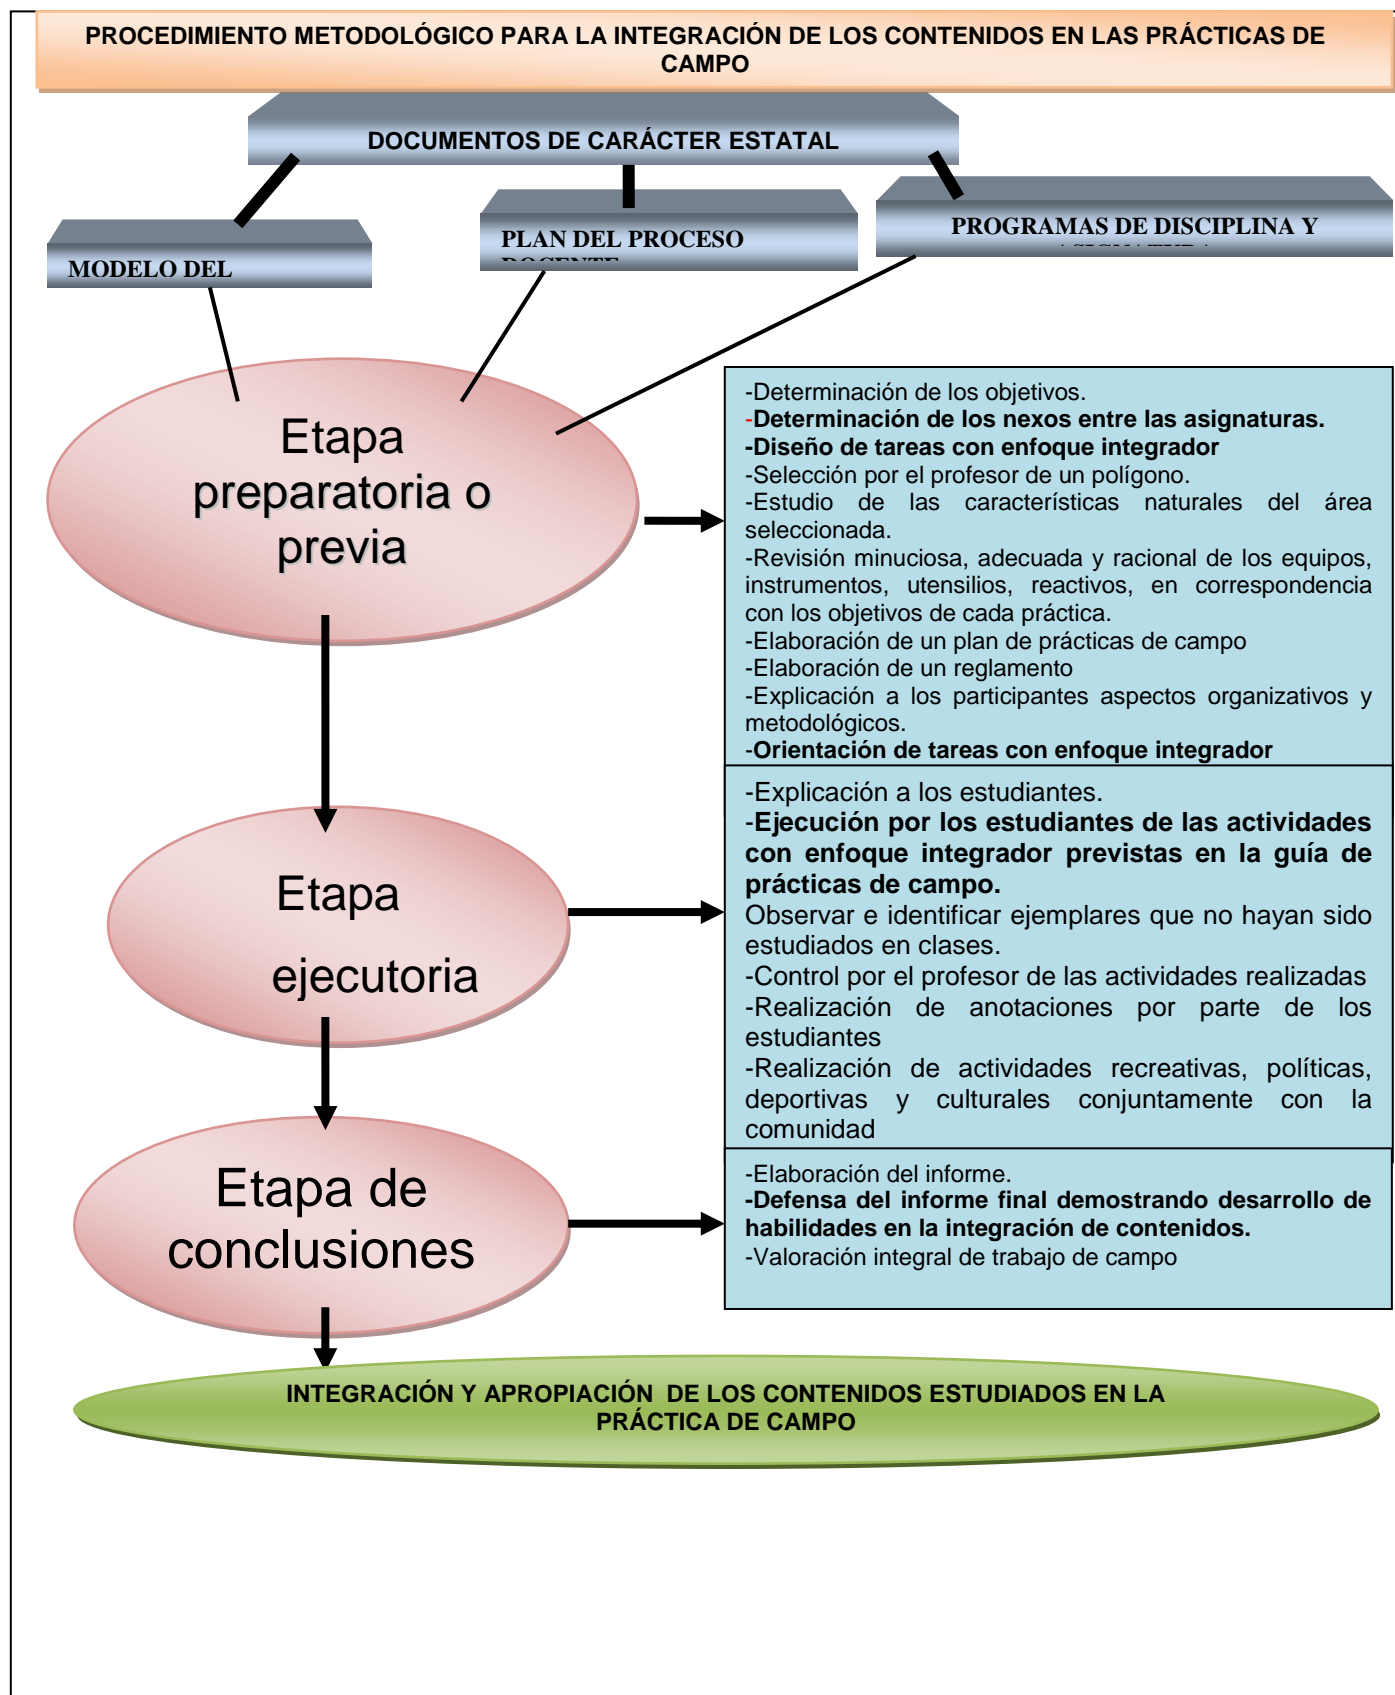 PROCEDIMIENTO METODOLÓGICO PARA LA INTEGRACIÓN DE LOS CONTENIDOS EN LAS PRÁCTICAS DE
CAMPO
DOCUMENTOS DE CARÁCTER ESTATAL
MODELO DEL
PLAN DEL PROCESO
DOCENTE
PROGRAMAS DE DISCIPLINA Y
ASIGNATURA
Etapa
preparatoria o
previa
-Determinación de los objetivos.
-Determinación de los nexos entre las asignaturas.
-Diseño de tareas con enfoque integrador
-Selección por el profesor de un polígono.
-Estudio de las características naturales del área
seleccionada.
-Revisión minuciosa, adecuada y racional de los equipos,
instrumentos, utensilios, reactivos, en correspondencia
con los objetivos de cada práctica.
-Elaboración de un plan de prácticas de campo
-Elaboración de un reglamento
-Explicación a los participantes aspectos organizativos y
metodológicos.
-Orientación de tareas con enfoque integrador
Etapa
ejecutoria
-Explicación a los estudiantes.
-Ejecución por los estudiantes de las actividades
con enfoque integrador previstas en la guía de
prácticas de campo.
Observar e identificar ejemplares que no hayan sido
estudiados en clases.
-Control por el profesor de las actividades realizadas
-Realización de anotaciones por parte de los
estudiantes
-Realización de actividades recreativas, políticas,
deportivas y culturales conjuntamente con la
comunidad
Etapa de
conclusiones
-Elaboración del informe.
-Defensa del informe final demostrando desarrollo de
habilidades en la integración de contenidos.
-Valoración integral de trabajo de campo
INTEGRACIÓN Y APROPIACIÓN  DE LOS CONTENIDOS ESTUDIADOS EN LA
PRÁCTICA DE CAMPO